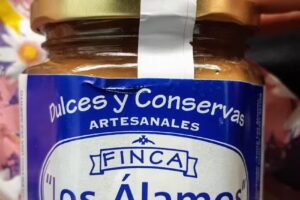 Dulces y Conservas
ARTESANALES
FINCA
"Los Álamos"